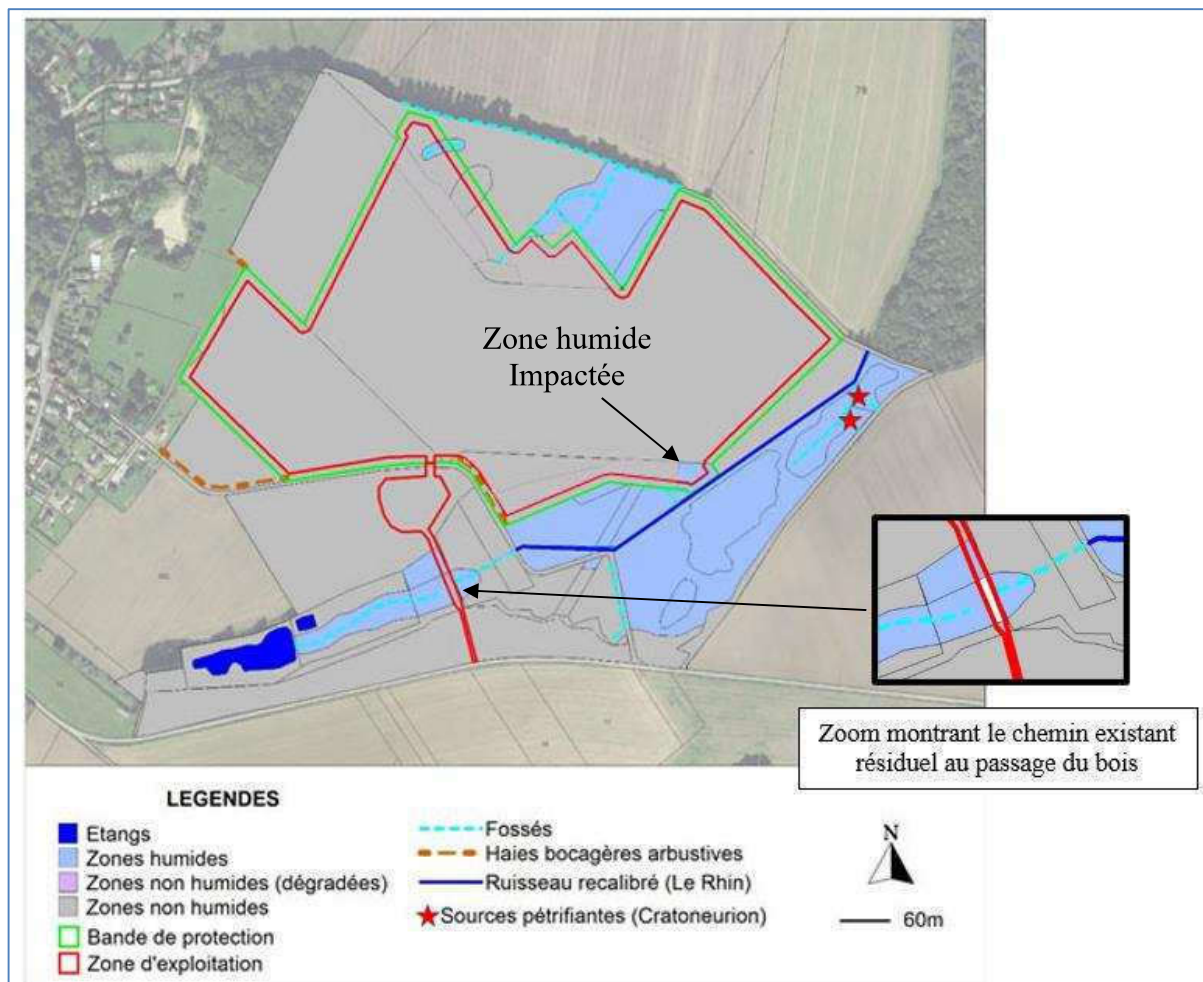 Zone humide
Impactée
Zoom montrant le chemin existant
résiduel au passage du bois
LEGENDES
Etangs
Zones humides
Zones non humides (dégradées)
Zones non humides
Bande de protection
Zone d'exploitation
Fossés
Haies bocagères arbustives
Ruisseau recalibré (Le Rhin)
Sources pétrifiantes (Cratoneurion)
N
60m